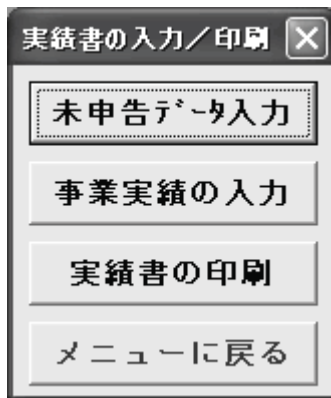 実績書の入力／印刷
未申告ﾃﾞｰﾀ入力
事業実績の入力
実績書の印刷
メニューに戻る